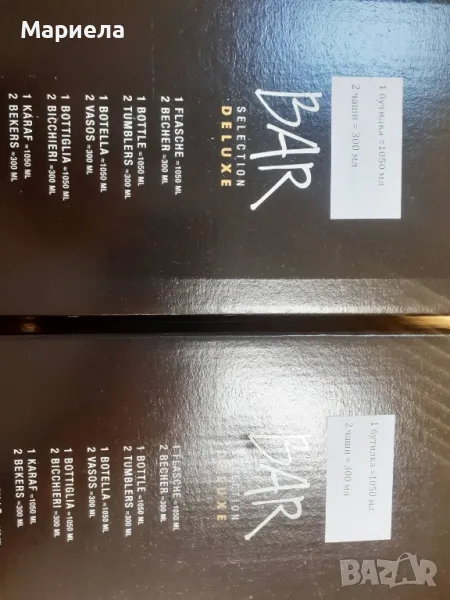 Мариела
1 бутилка =1050 мл
2 чаши = 300 мл
BAR
SELECTION
DELUXE
1 FLASCHE =1050 ML
2 BECHER =300 ML
1 BOTTLE =1050 ML
2 TUMBLERS =300 ML
1 BOTELLA =1050 ML
2 VASOS =300 ML
1 BOTTIGLIA =1050 ML
2 BICCHIERI =300 ML
1 KARAF =1050 ML
2 BEKERS =300 ML
1 бутилка =1050 мл
2 чаши = 300 мл
BAR
DELUXE
1 FLASCHE =1050 ML
2 BECHER =300 ML
1 BOTTLE =1050 ML
2 TUMBLERS =300 ML
1 BOTELLA =1050 ML
2 VASOS =300 ML
1 BOTTIGLIA =1050 ML
2 BICCHIERI =300 ML
1 KARAF =1050 ML
2 BEKERS =300 ML
BAZAR